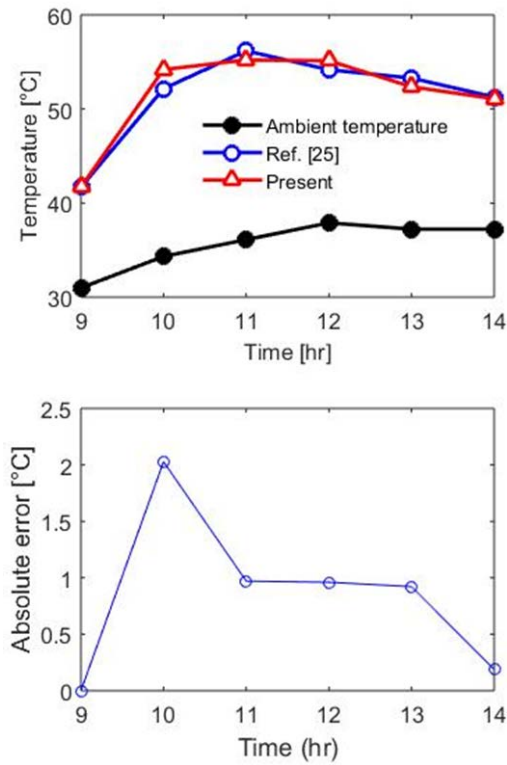 Temperature [°C]
60
50
40
30
Ambient temperature
Ref. [25]
Present
9 10 11 12 13 14
Time [hr]
Absolute error [°C]
2.5
2
1.5
1
0.5
0
9 10 11 12 13 14
Time (hr)